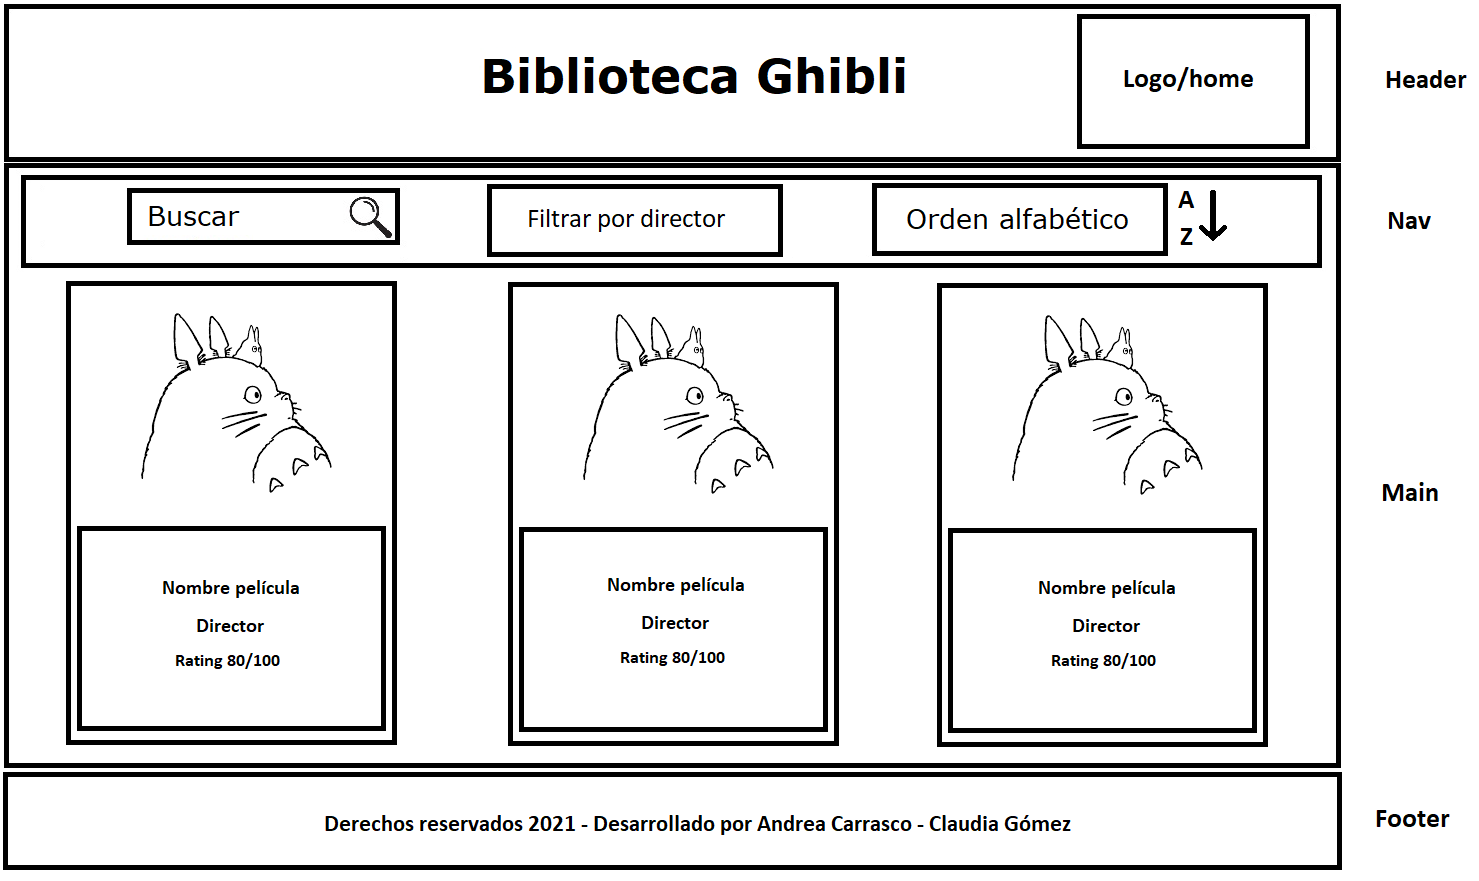 Biblioteca Ghibli
Logo/home
Header
Buscar
Filtrar por director
Orden alfabético
A
Z
Nav
Main
Nombre película
Director
Rating 80/100
Nombre película
Director
Rating 80/100
Nombre película
Director
Rating 80/100
Derechos reservados 2021 - Desarrollado por Andrea Carrasco - Claudia Gómez
Footer